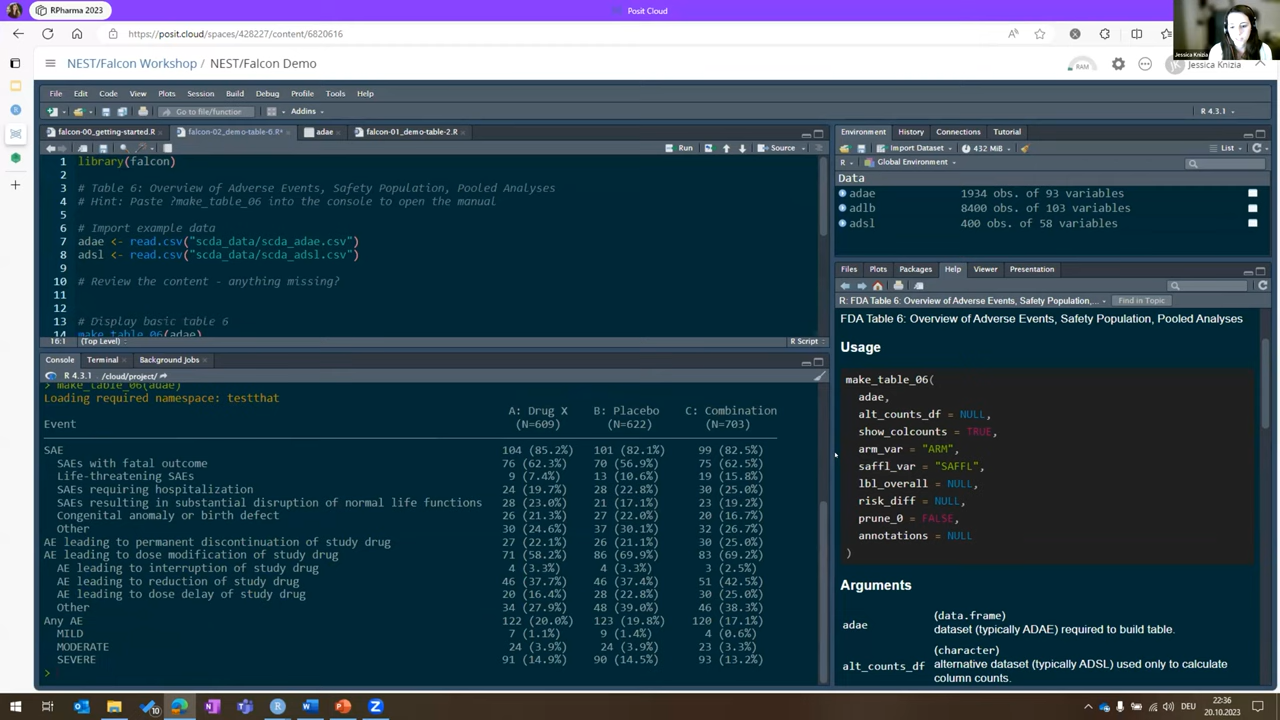 RPharma 2023
Posit Cloud
https://posit.cloud/spaces/428227/content/6820616
Jessica Knizia
NEST/Falcon Workshop / NEST/Falcon Demo
RAM
Jessica Knizia
File Edit Code View Plots Session Build Debug Profile Tools Help
Go to file/function
Addins
R 4.3.1
falcon-00_getting-started.R
falcon-02_demo-table-6.R*
adae
falcon-01_demo-table-2.R
Run
Source
1 library(falcon)
2
3 # Table 6: Overview of Adverse Events, Safety Population, Pooled Analyses
4 # Hint: Paste ?make_table_06 into the console to open the manual
5
6 # Import example data
7 adae <- read.csv("scda_data/scda_adae.csv")
8 adsl <- read.csv("scda_data/scda_adsl.csv")
9
10 # Review the content - anything missing?
11
12
13 # Display basic table 6
14 make_table_06(adae)
16:1 (Top Level)
R Script
Console Terminal Background Jobs
R 4.3.1 . /cloud/project/
> make_table_06(adae)
Loading required namespace: testthat
A: Drug X B: Placebo C: Combination
Event (N=609) (N=622) (N=703)
SAE 104 (85.2%) 101 (82.1%) 99 (82.5%)
SAEs with fatal outcome 76 (62.3%) 70 (56.9%) 75 (62.5%)
Life-threatening SAEs 9 (7.4%) 13 (10.6%) 19 (15.8%)
SAEs requiring hospitalization 24 (19.7%) 28 (22.8%) 30 (25.0%)
SAEs resulting in substantial disruption of normal life functions 28 (23.0%) 21 (17.1%) 23 (19.2%)
Congenital anomaly or birth defect 26 (21.3%) 27 (22.0%) 20 (16.7%)
Other 30 (24.6%) 37 (30.1%) 32 (26.7%)
AE leading to permanent discontinuation of study drug 27 (22.1%) 26 (21.1%) 30 (25.0%)
AE leading to dose modification of study drug 71 (58.2%) 86 (69.9%) 83 (69.2%)
AE leading to interruption of study drug 4 (3.3%) 4 (3.3%) 3 (2.5%)
AE leading to reduction of study drug 46 (37.7%) 46 (37.4%) 51 (42.5%)
AE leading to dose delay of study drug 20 (16.4%) 28 (22.8%) 30 (25.0%)
Other 34 (27.9%) 48 (39.0%) 46 (38.3%)
Any AE 122 (20.0%) 123 (19.8%) 120 (17.1%)
MILD 7 (1.1%) 9 (1.4%) 4 (0.6%)
MODERATE 24 (3.9%) 24 (3.9%) 23 (3.3%)
SEVERE 91 (14.9%) 90 (14.5%) 93 (13.2%)
>
Environment History Connections Tutorial
Import Dataset 432 MiB List
R Global Environment
Data
adae 1934 obs. of 93 variables
adlb 8400 obs. of 103 variables
adsl 400 obs. of 58 variables
Files Plots Packages Help Viewer Presentation
R: FDA Table 6: Overview of Adverse Events, Safety Population,... Find in Topic
FDA Table 6: Overview of Adverse Events, Safety Population, Pooled Analyses
Usage
make_table_06(
adae,
alt_counts_df = NULL,
show_colcounts = TRUE,
arm_var = "ARM",
saffl_var = "SAFFL",
lbl_overall = NULL,
risk_diff = NULL,
prune_0 = FALSE,
annotations = NULL
)
Arguments
adae (data.frame)
dataset (typically ADAE) required to build table.
alt_counts_df (character)
alternative dataset (typically ADSL) used only to calculate
column counts.
DEU
22:36
20.10.2023